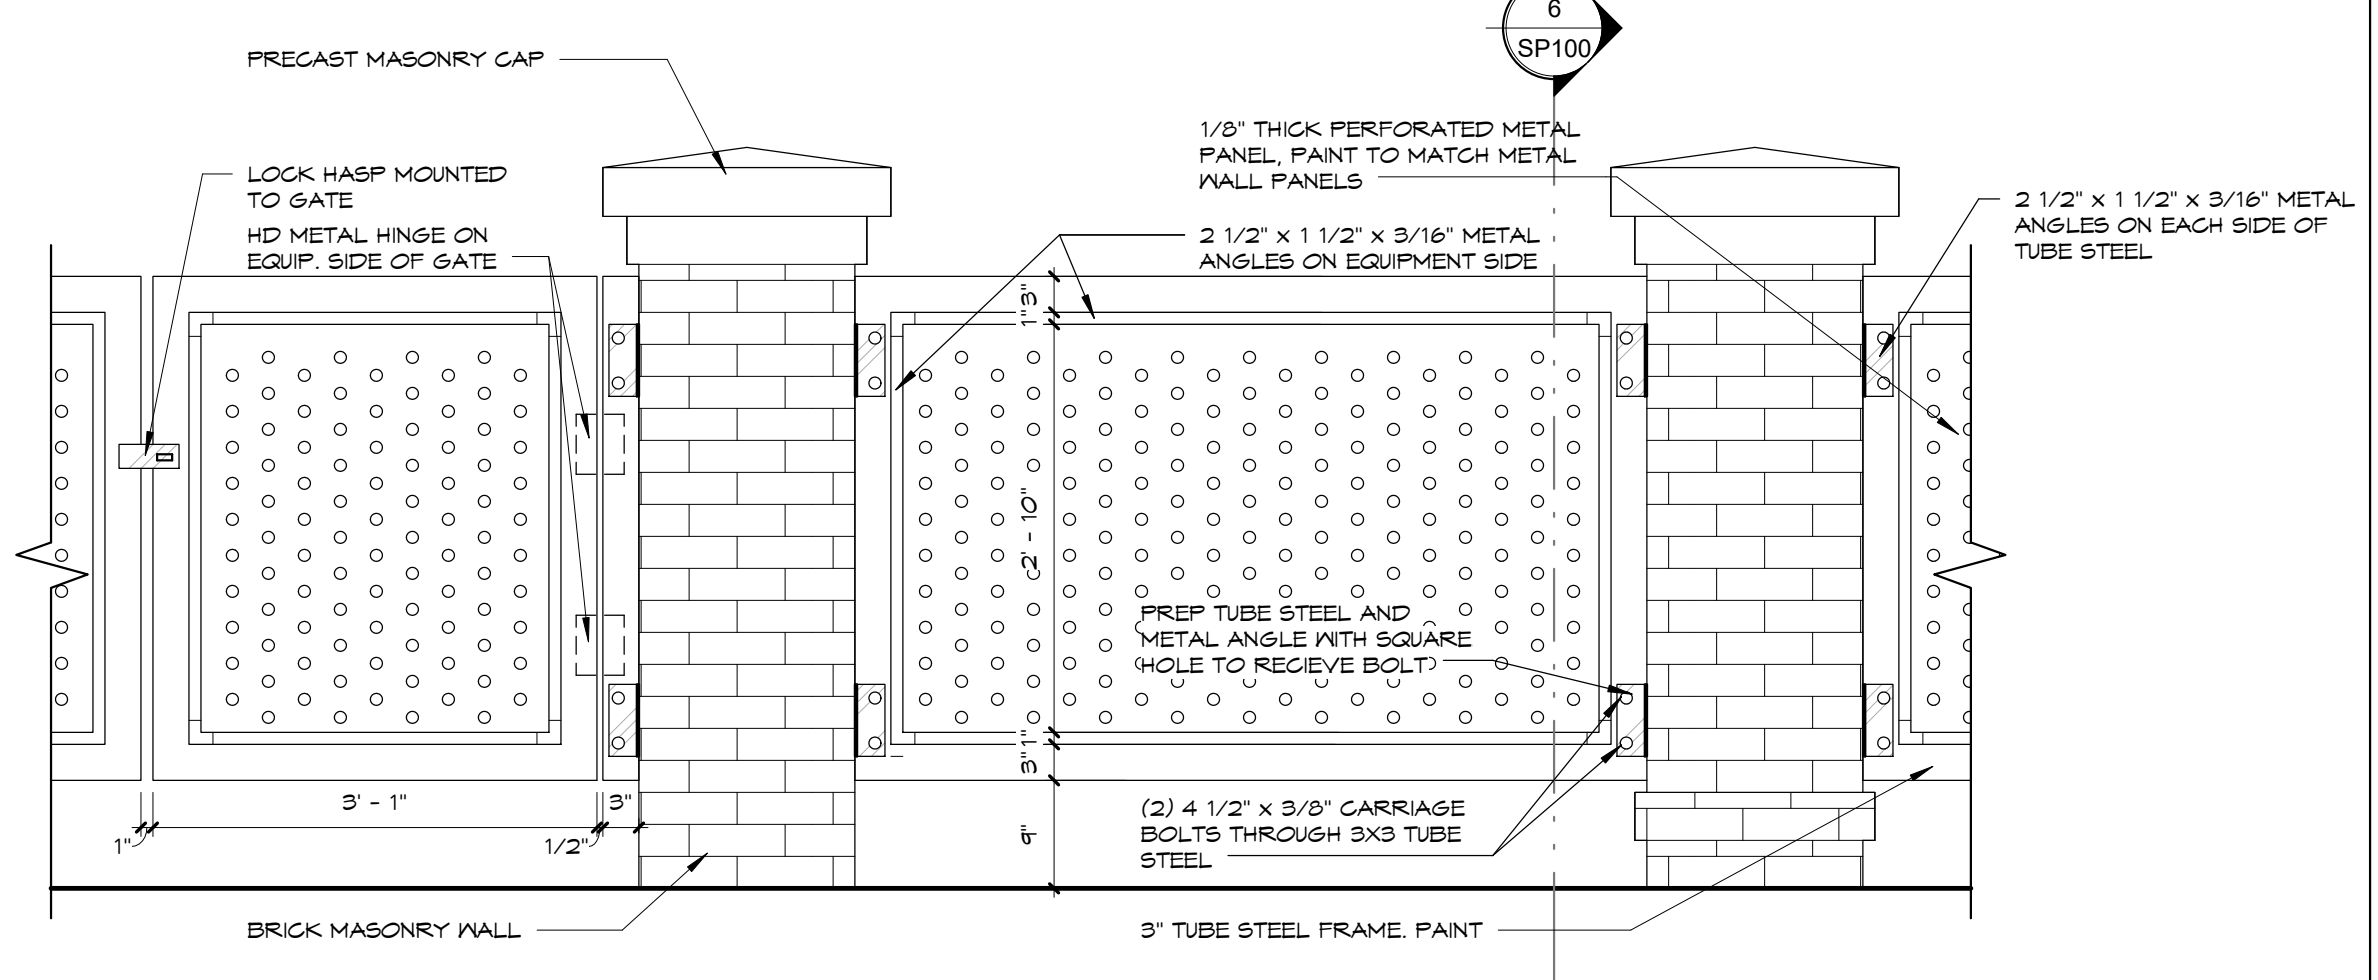 6
SP100
PRECAST MASONRY CAP
1/8" THICK PERFORATED METAL
PANEL, PAINT TO MATCH METAL
WALL PANELS
LOCK HASP MOUNTED
TO GATE
2 1/2" x 1 1/2" x 3/16" METAL
ANGLES ON EACH SIDE OF
TUBE STEEL
HD METAL HINGE ON
EQUIP. SIDE OF GATE
2 1/2" x 1 1/2" x 3/16" METAL
ANGLES ON EQUIPMENT SIDE
3"
1"
2' - 10"
PREP TUBE STEEL AND
METAL ANGLE WITH SQUARE
HOLE TO RECIEVE BOLT
1"
3"
3' - 1"
3"
1"
1/2"
9"
(2) 4 1/2" x 3/8" CARRIAGE
BOLTS THROUGH 3X3 TUBE
STEEL
BRICK MASONRY WALL
3" TUBE STEEL FRAME. PAINT